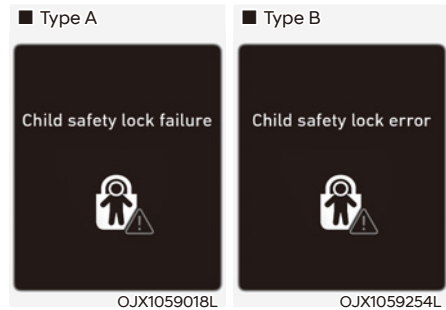 ■ Type A
■ Type B
Child safety lock failure
Child safety lock error
OJX1059018L
OJX1059254L